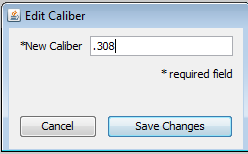 Edit Caliber
*New Caliber .308
* required field
Cancel Save Changes